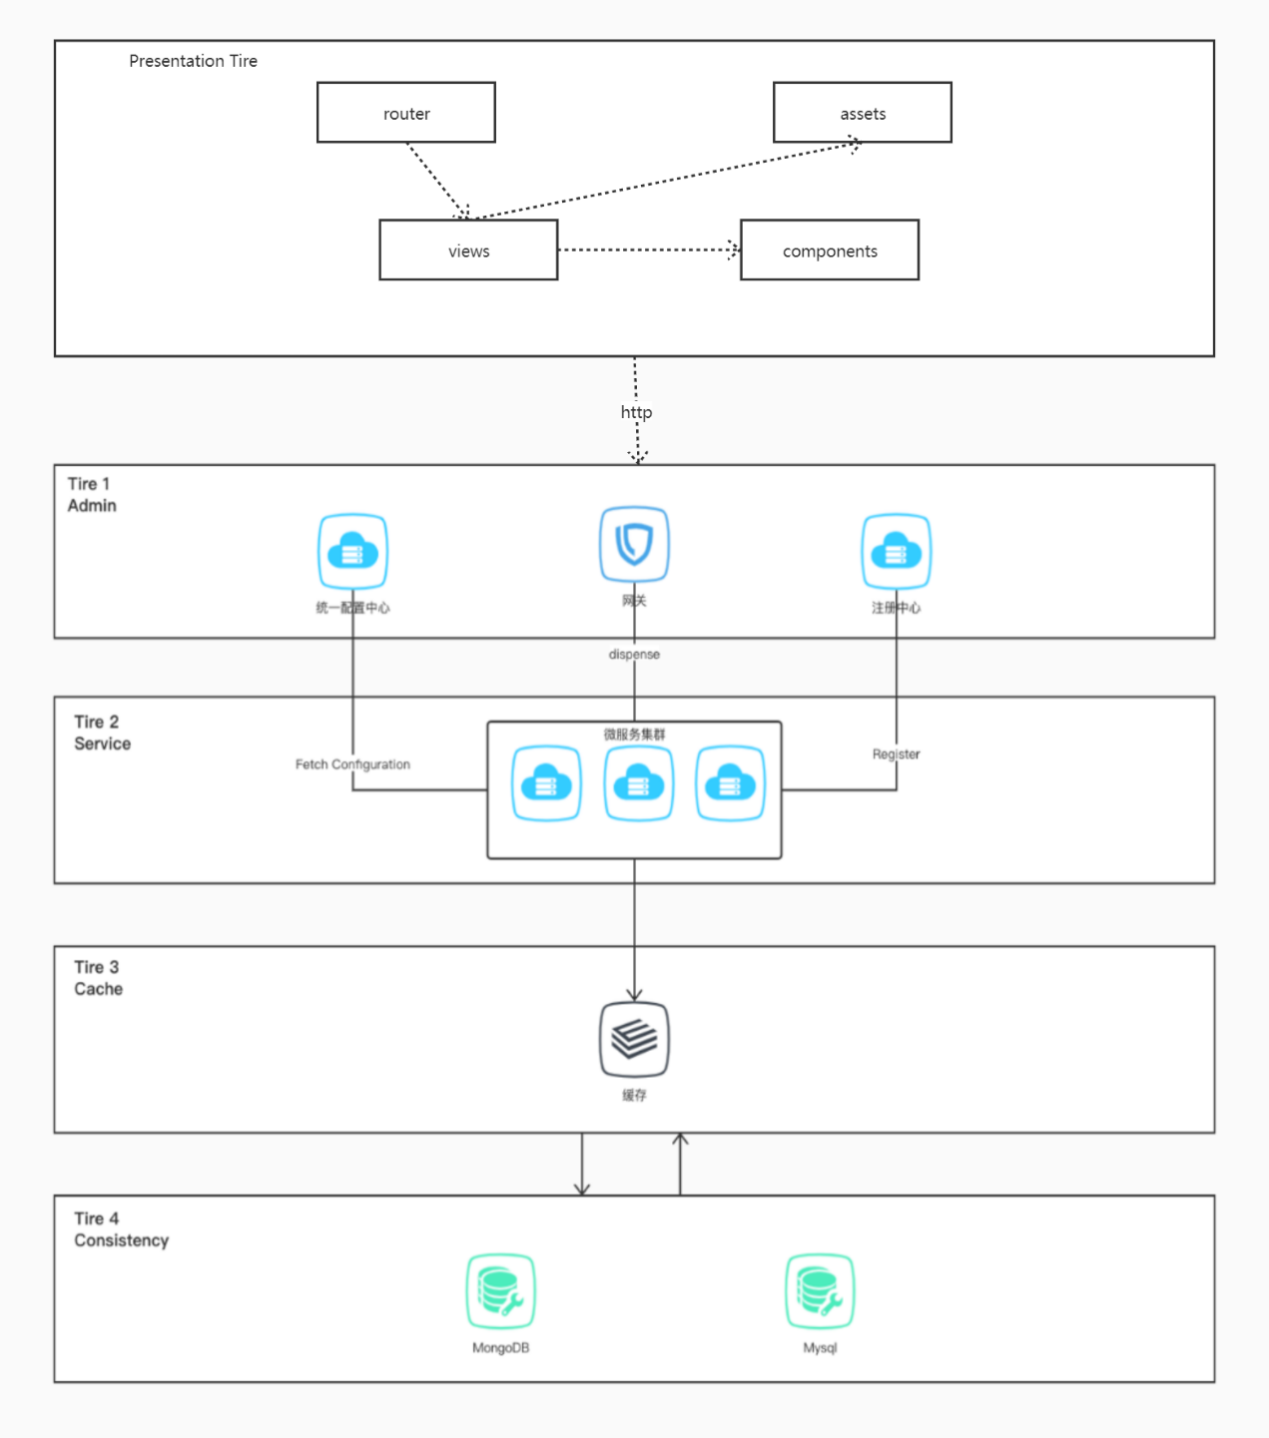 Presentation Tire
router
assets
views
components
http
Tire 1
Admin
统一配置中心
网关
注册中心
dispense
Tire 2
Service
微服务集群
Fetch Configuration
Register
Tire 3
Cache
缓存
Tire 4
Consistency
MongoDB
Mysql